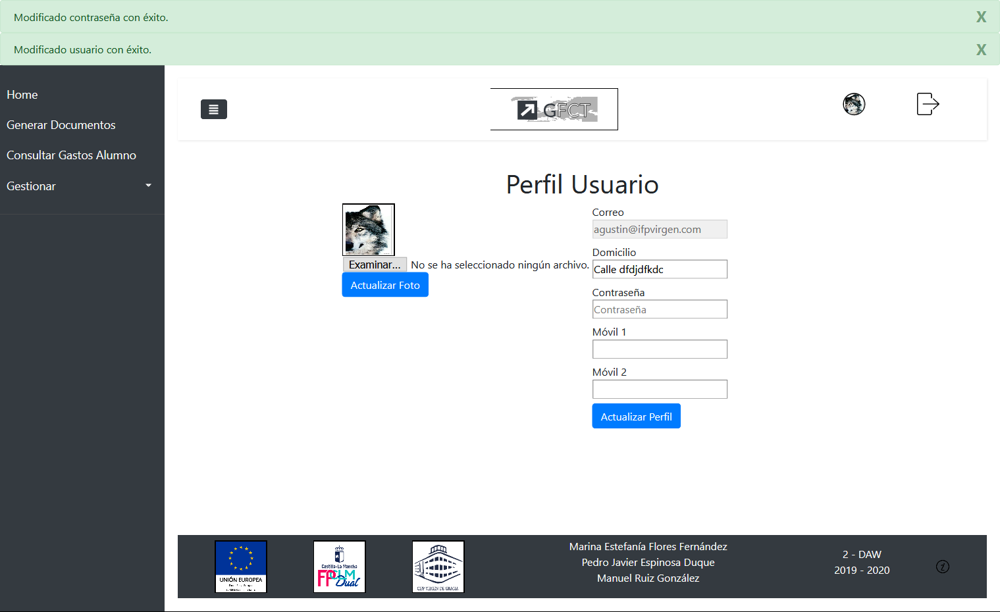 Modificado contraseña con éxito.
X
Modificado usuario con éxito.
X
Home
Generar Documentos
Consultar Gastos Alumno
Gestionar
GFCT
Perfil Usuario
Correo
agustin@ifpvirgen.com
Domicilio
Calle dfdjdfkdc
Examinar... No se ha seleccionado ningún archivo.
Actualizar Foto
Contraseña
Contraseña
Móvil 1
Móvil 2
Actualizar Perfil
UNIÓN EUROPEA
Castilla-La Mancha
FPCLM
Dual
CIFP VIRGEN DE GRACIA
Marina Estefanía Flores Fernández
Pedro Javier Espinosa Duque
Manuel Ruiz González
2 - DAW
2019 - 2020